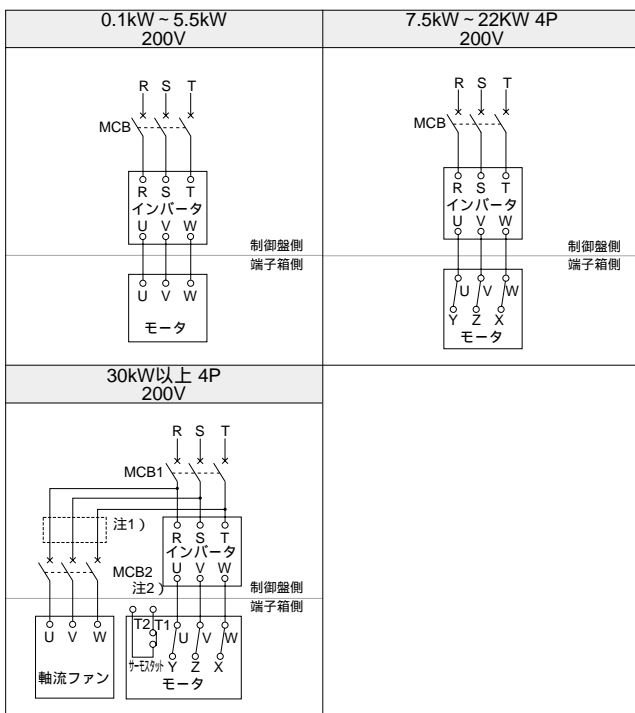 0.1kW ~ 5.5kW
200V
R S T
MCB
R S T
インバータ
U V W
制御盤側
端子箱側
U V W
モータ
7.5kW ~ 22KW 4P
200V
R S T
MCB
R S T
インバータ
U V W
制御盤側
端子箱側
U V W
Y Z X
モータ
30kW以上 4P
200V
R S T
MCB1
注1）
R S T
インバータ
MCB2
U V W
注2）
制御盤側
端子箱側
U V W
軸流ファン
T2 T1
U V W
サーモスタット
Y Z X
モータ